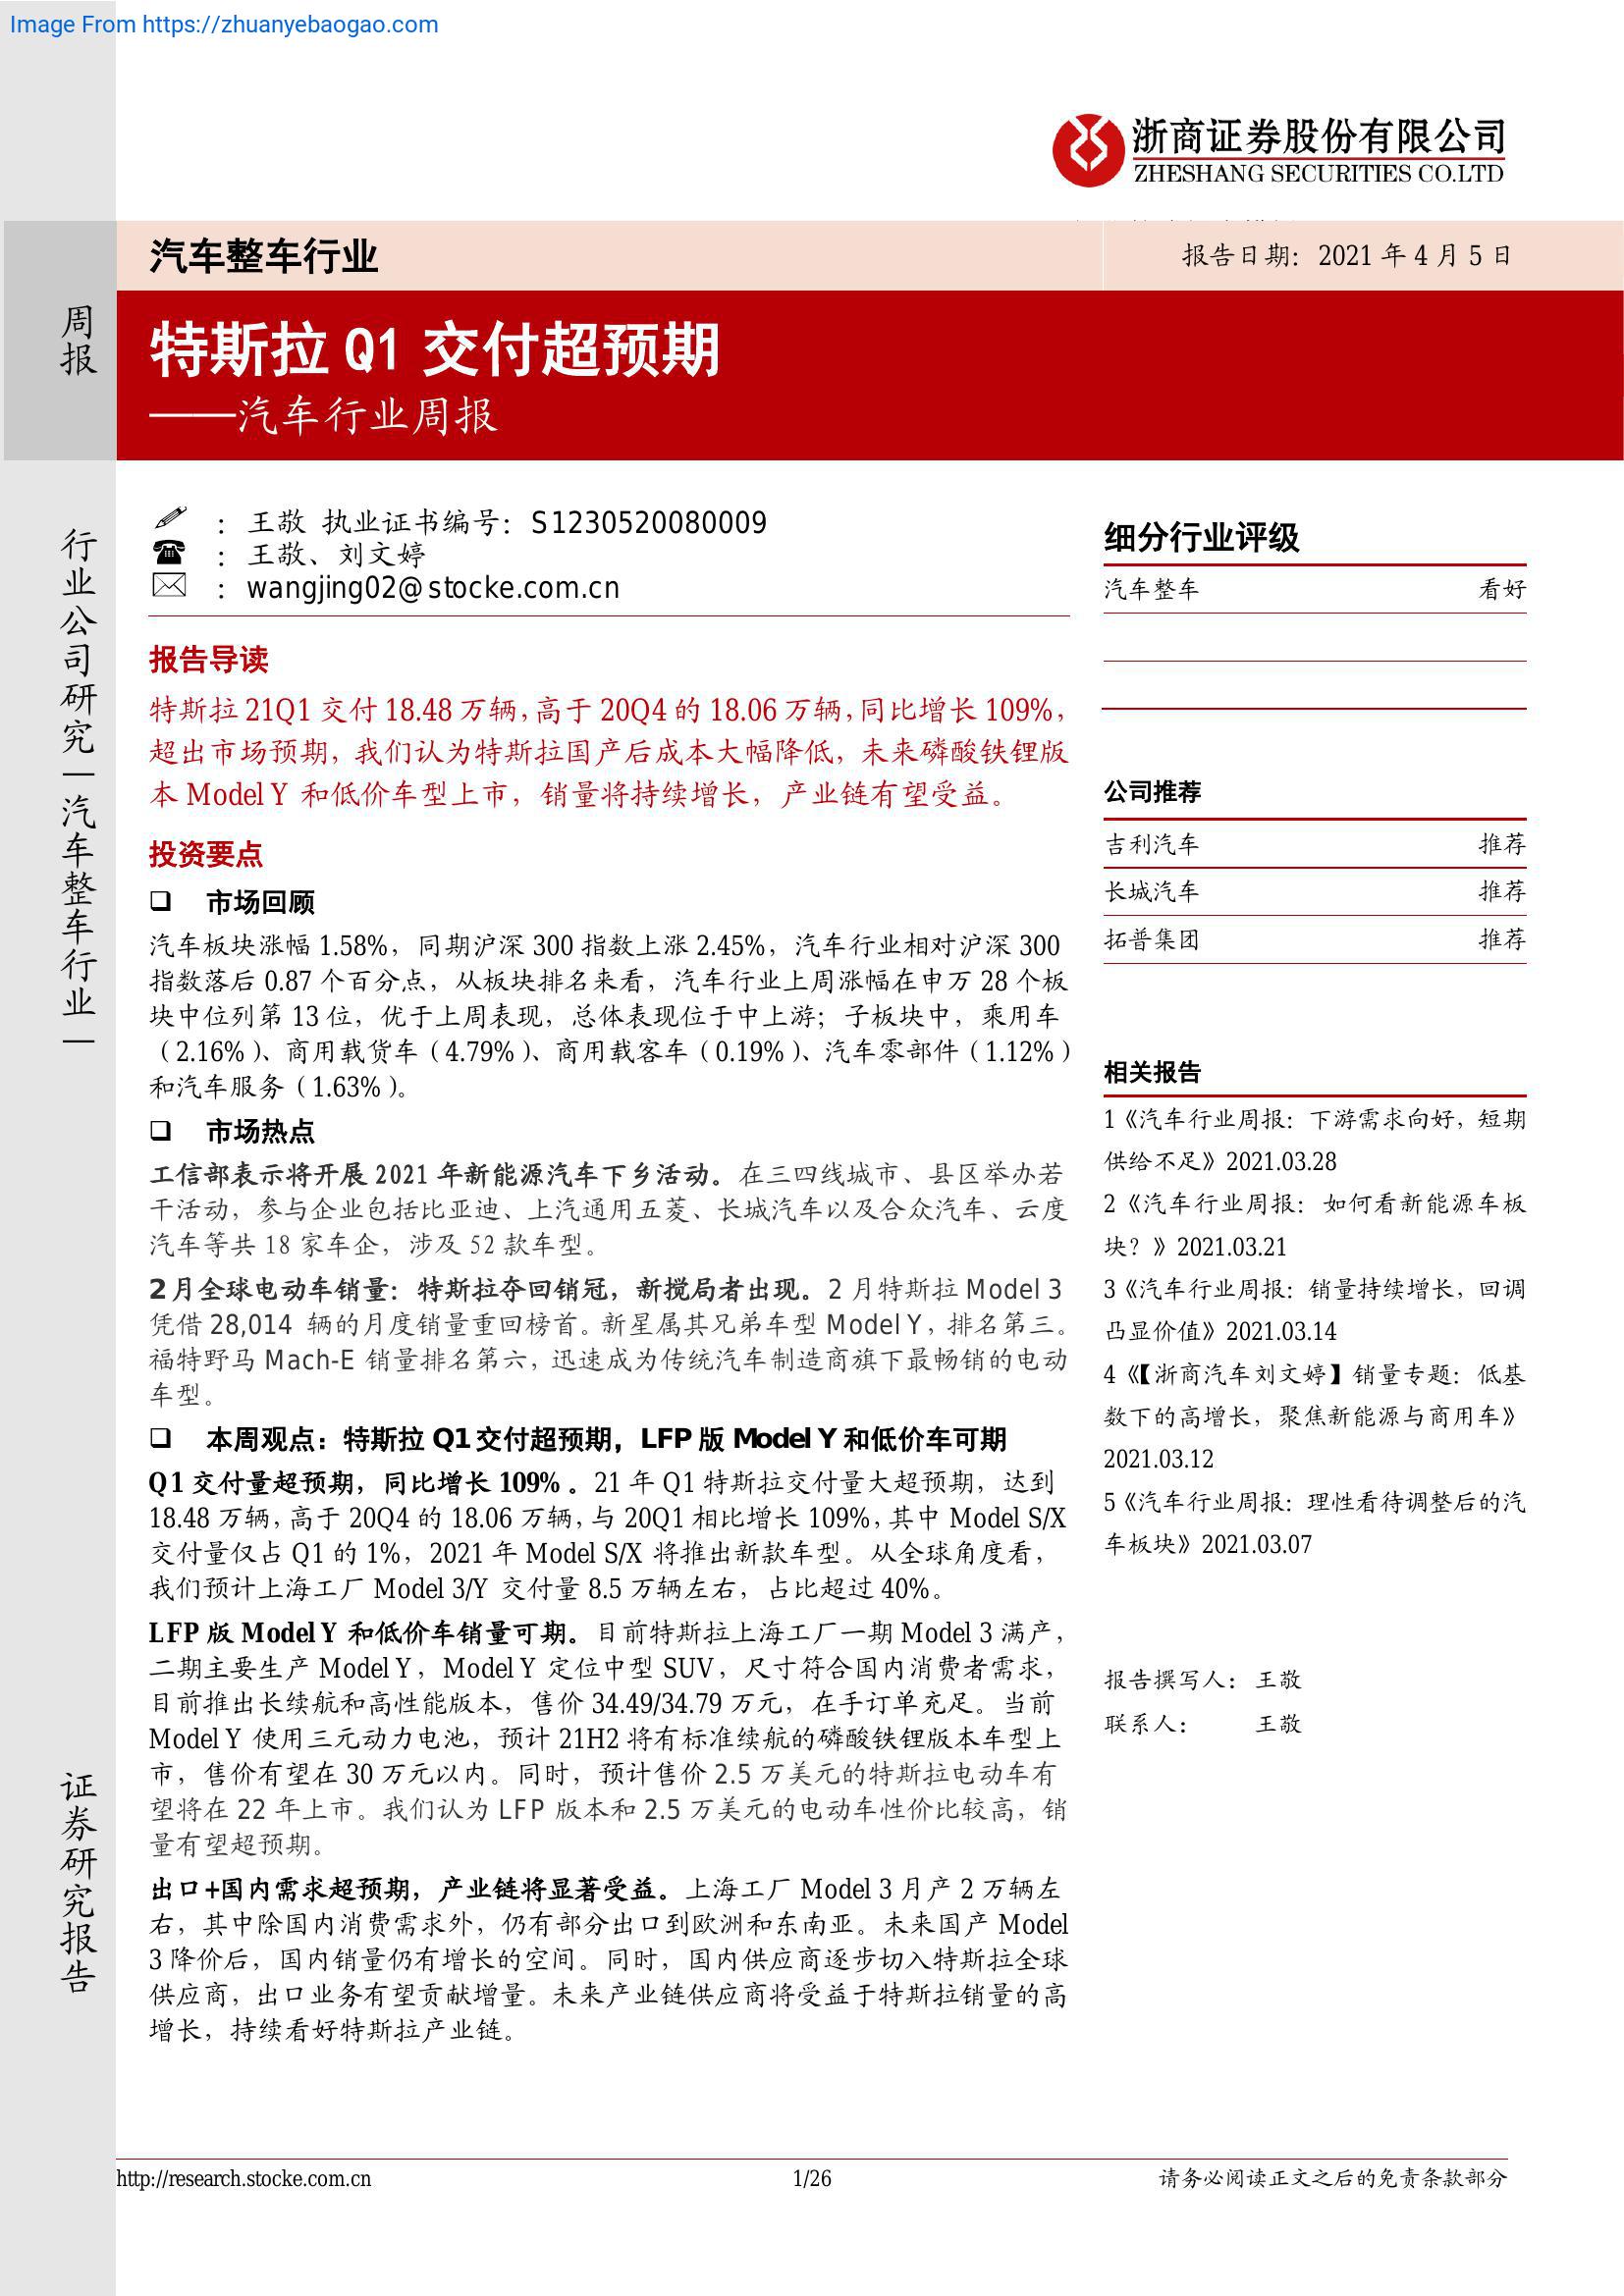 Image From https://zhuanyebaogao.com
浙商证券股份有限公司
ZHESHANG SECURITIES CO.LTD
汽车整车行业
报告日期：2021 年 4 月 5 日
周报
特斯拉 Q1 交付超预期
——汽车行业周报
行业公司研究｜汽车整车行业｜
证券研究报告
：王敬 执业证书编号：S1230520080009
：王敬、刘文婷
：wangjing02@stocke.com.cn
报告导读
特斯拉 21Q1 交付 18.48 万辆，高于 20Q4 的 18.06 万辆，同比增长 109%，
超出市场预期，我们认为特斯拉国产后成本大幅降低，未来磷酸铁锂版
本 Model Y 和低价车型上市，销量将持续增长，产业链有望受益。
投资要点
❑ 市场回顾
汽车板块涨幅 1.58%，同期沪深 300 指数上涨 2.45%，汽车行业相对沪深 300
指数落后 0.87 个百分点，从板块排名来看，汽车行业上周涨幅在申万 28 个板
块中位列第 13 位，优于上周表现，总体表现位于中上游；子板块中，乘用车
（2.16%）、商用载货车（4.79%）、商用载客车（0.19%）、汽车零部件（1.12%）
和汽车服务（1.63%）。
❑ 市场热点
工信部表示将开展 2021 年新能源汽车下乡活动。在三四线城市、县区举办若
干活动，参与企业包括比亚迪、上汽通用五菱、长城汽车以及合众汽车、云度
汽车等共 18 家车企，涉及 52 款车型。
2 月全球电动车销量：特斯拉夺回销冠，新搅局者出现。2 月特斯拉 Model 3
凭借 28,014 辆的月度销量重回榜首。新星属其兄弟车型 Model Y，排名第三。
福特野马 Mach-E 销量排名第六，迅速成为传统汽车制造商旗下最畅销的电动
车型。
❑ 本周观点：特斯拉 Q1 交付超预期，LFP 版 Model Y 和低价车可期
Q1 交付量超预期，同比增长 109%。21 年 Q1 特斯拉交付量大超预期，达到
18.48 万辆，高于 20Q4 的 18.06 万辆，与 20Q1 相比增长 109%，其中 Model S/X
交付量仅占 Q1 的 1%，2021 年 Model S/X 将推出新款车型。从全球角度看，
我们预计上海工厂 Model 3/Y 交付量 8.5 万辆左右，占比超过 40%。
LFP 版 Model Y 和低价车销量可期。目前特斯拉上海工厂一期 Model 3 满产，
二期主要生产 Model Y，Model Y 定位中型 SUV，尺寸符合国内消费者需求，
目前推出长续航和高性能版本，售价 34.49/34.79 万元，在手订单充足。当前
Model Y 使用三元动力电池，预计 21H2 将有标准续航的磷酸铁锂版本车型上
市，售价有望在 30 万元以内。同时，预计售价 2.5 万美元的特斯拉电动车有
望将在 22 年上市。我们认为 LFP 版本和 2.5 万美元的电动车性价比较高，销
量有望超预期。
出口+国内需求超预期，产业链将显著受益。上海工厂 Model 3 月产 2 万辆左
右，其中除国内消费需求外，仍有部分出口到欧洲和东南亚。未来国产 Model
3 降价后，国内销量仍有增长的空间。同时，国内供应商逐步切入特斯拉全球
供应商，出口业务有望贡献增量。未来产业链供应商将受益于特斯拉销量的高
增长，持续看好特斯拉产业链。
细分行业评级
汽车整车 看好
公司推荐
吉利汽车 推荐
长城汽车 推荐
拓普集团 推荐
相关报告
1《汽车行业周报：下游需求向好，短期
供给不足》2021.03.28
2《汽车行业周报：如何看新能源车板
块？》2021.03.21
3《汽车行业周报：销量持续增长，回调
凸显价值》2021.03.14
4《【浙商汽车刘文婷】销量专题：低基
数下的高增长，聚焦新能源与商用车》
2021.03.12
5《汽车行业周报：理性看待调整后的汽
车板块》2021.03.07
报告撰写人：王敬
联系人： 王敬
http://research.stocke.com.cn
1/26
请务必阅读正文之后的免责条款部分